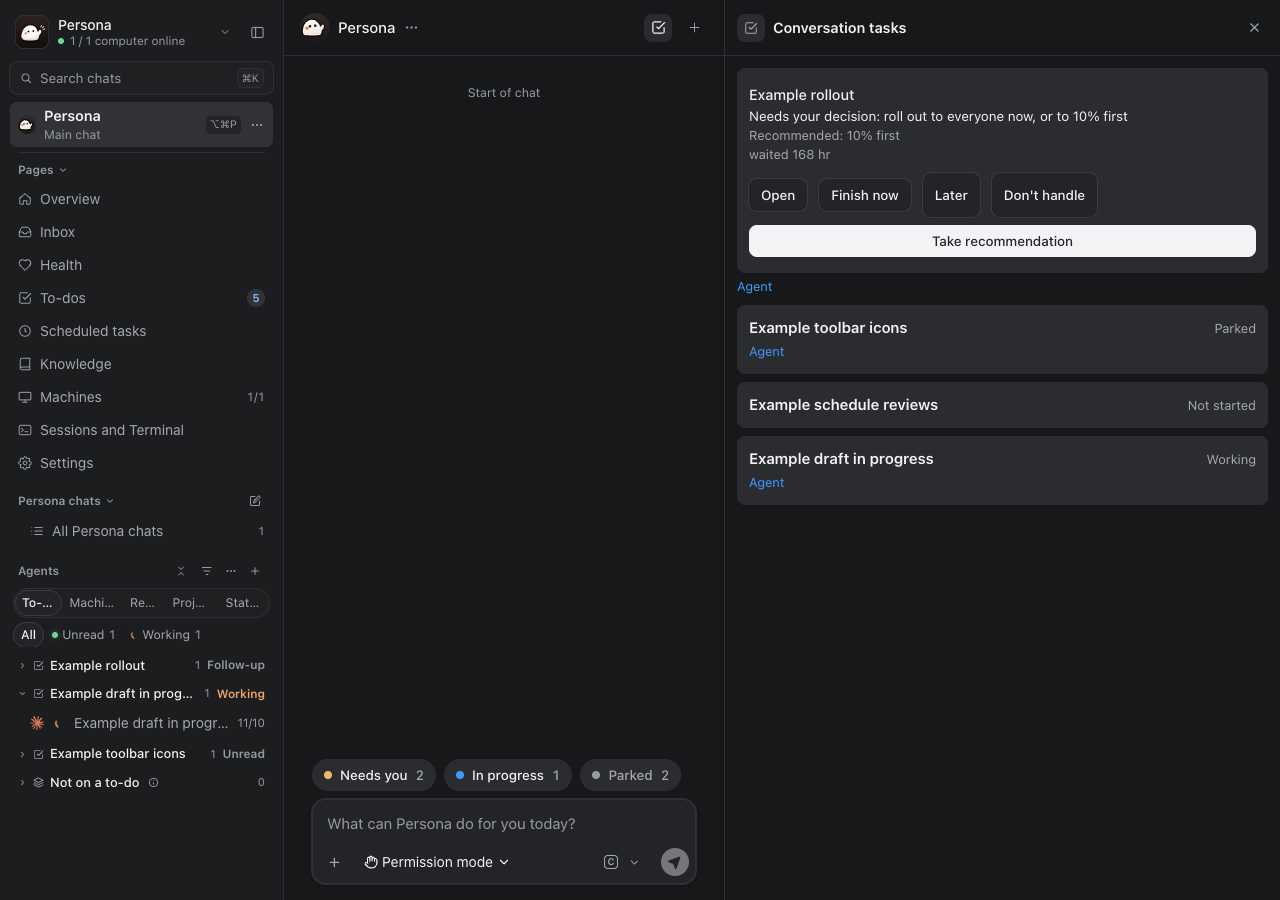 Persona
1 / 1 computer online
Search chats
⌘K
Persona
Main chat
⌥⌘P
Pages
Overview
Inbox
Health
To-dos
5
Scheduled tasks
Knowledge
Machines
1/1
Sessions and Terminal
Settings
Persona chats
All Persona chats
1
Agents
To-...
Machi...
Re...
Proj...
Stat...
All
Unread 1
Working 1
Example rollout
1 Follow-up
Example draft in prog...
1 Working
Example draft in progr...
11/10
Example toolbar icons
1 Unread
Not on a to-do
0
Persona
Start of chat
Needs you 2
In progress 1
Parked 2
What can Persona do for you today?
Permission mode
C
Conversation tasks
Example rollout
Needs your decision: roll out to everyone now, or to 10% first
Recommended: 10% first
waited 168 hr
Open
Finish now
Later
Don't handle
Take recommendation
Agent
Example toolbar icons
Parked
Agent
Example schedule reviews
Not started
Example draft in progress
Working
Agent